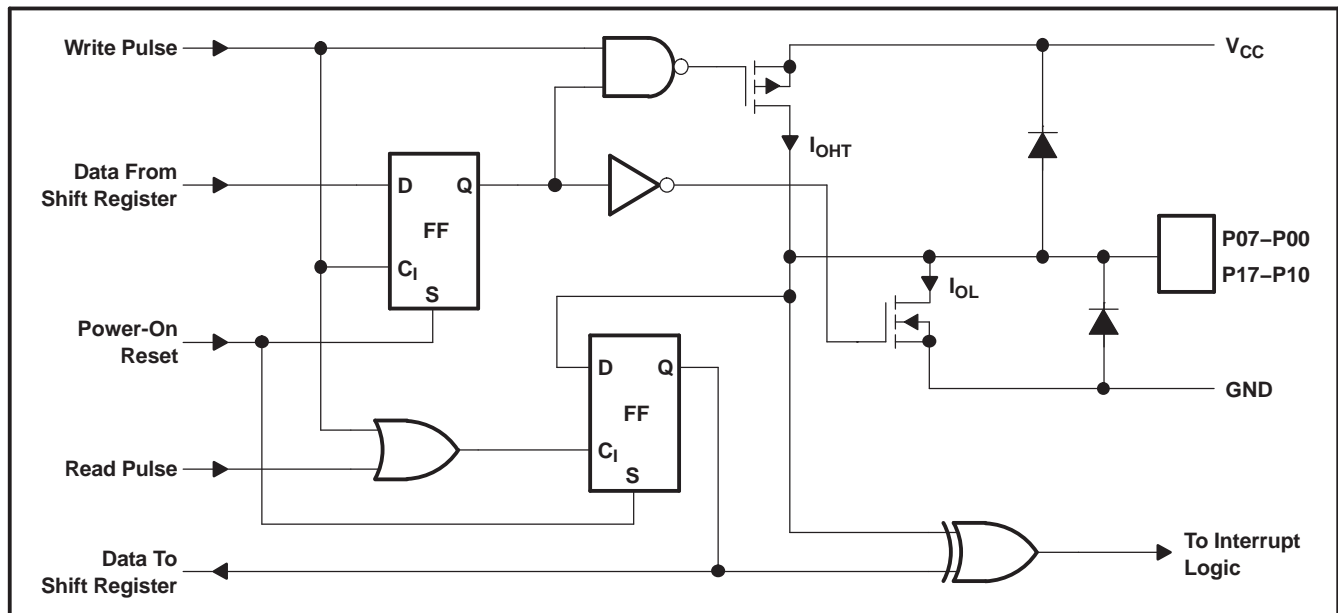 Write Pulse
Data From
Shift Register
Power-On
Reset
Read Pulse
Data To
Shift Register
D
Q
FF
CI
S
D
Q
FF
CI
S
IOHT
IOL
VCC
P07–P00
P17–P10
GND
To Interrupt
Logic